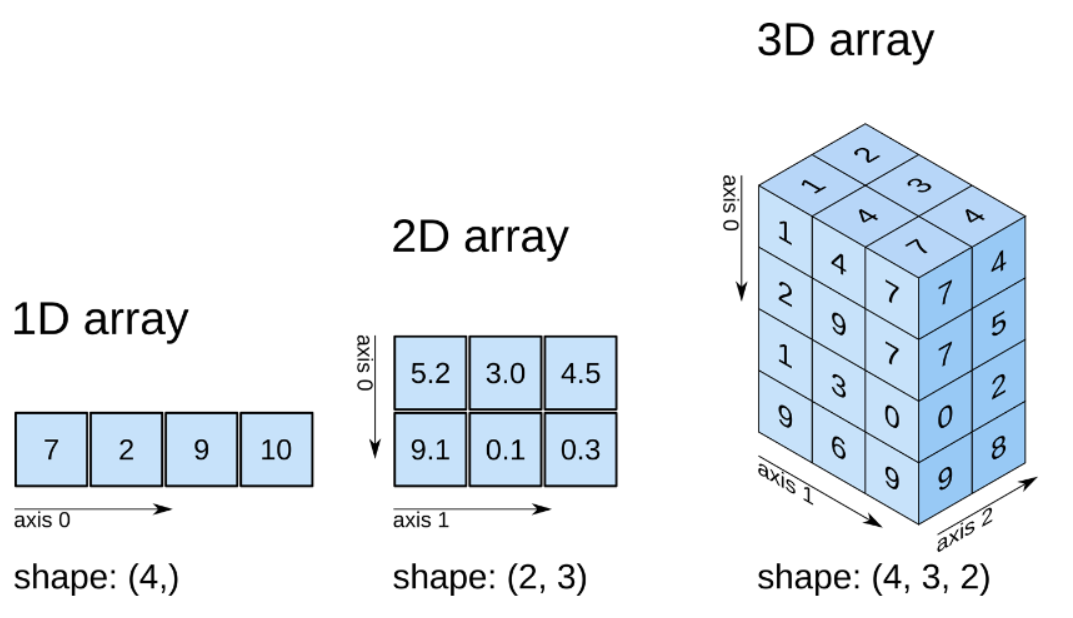 1D array
7 2 9 10
axis 0
shape: (4,)
2D array
axis 0
5.2 3.0 4.5
9.1 0.1 0.3
axis 1
shape: (2, 3)
3D array
axis 0
2
1 3
4 4
7
1 4 7 7 4
2 9 7 7 5
1 3 0 0 2
9 6 9 9 8
axis 1
axis 2
shape: (4, 3, 2)